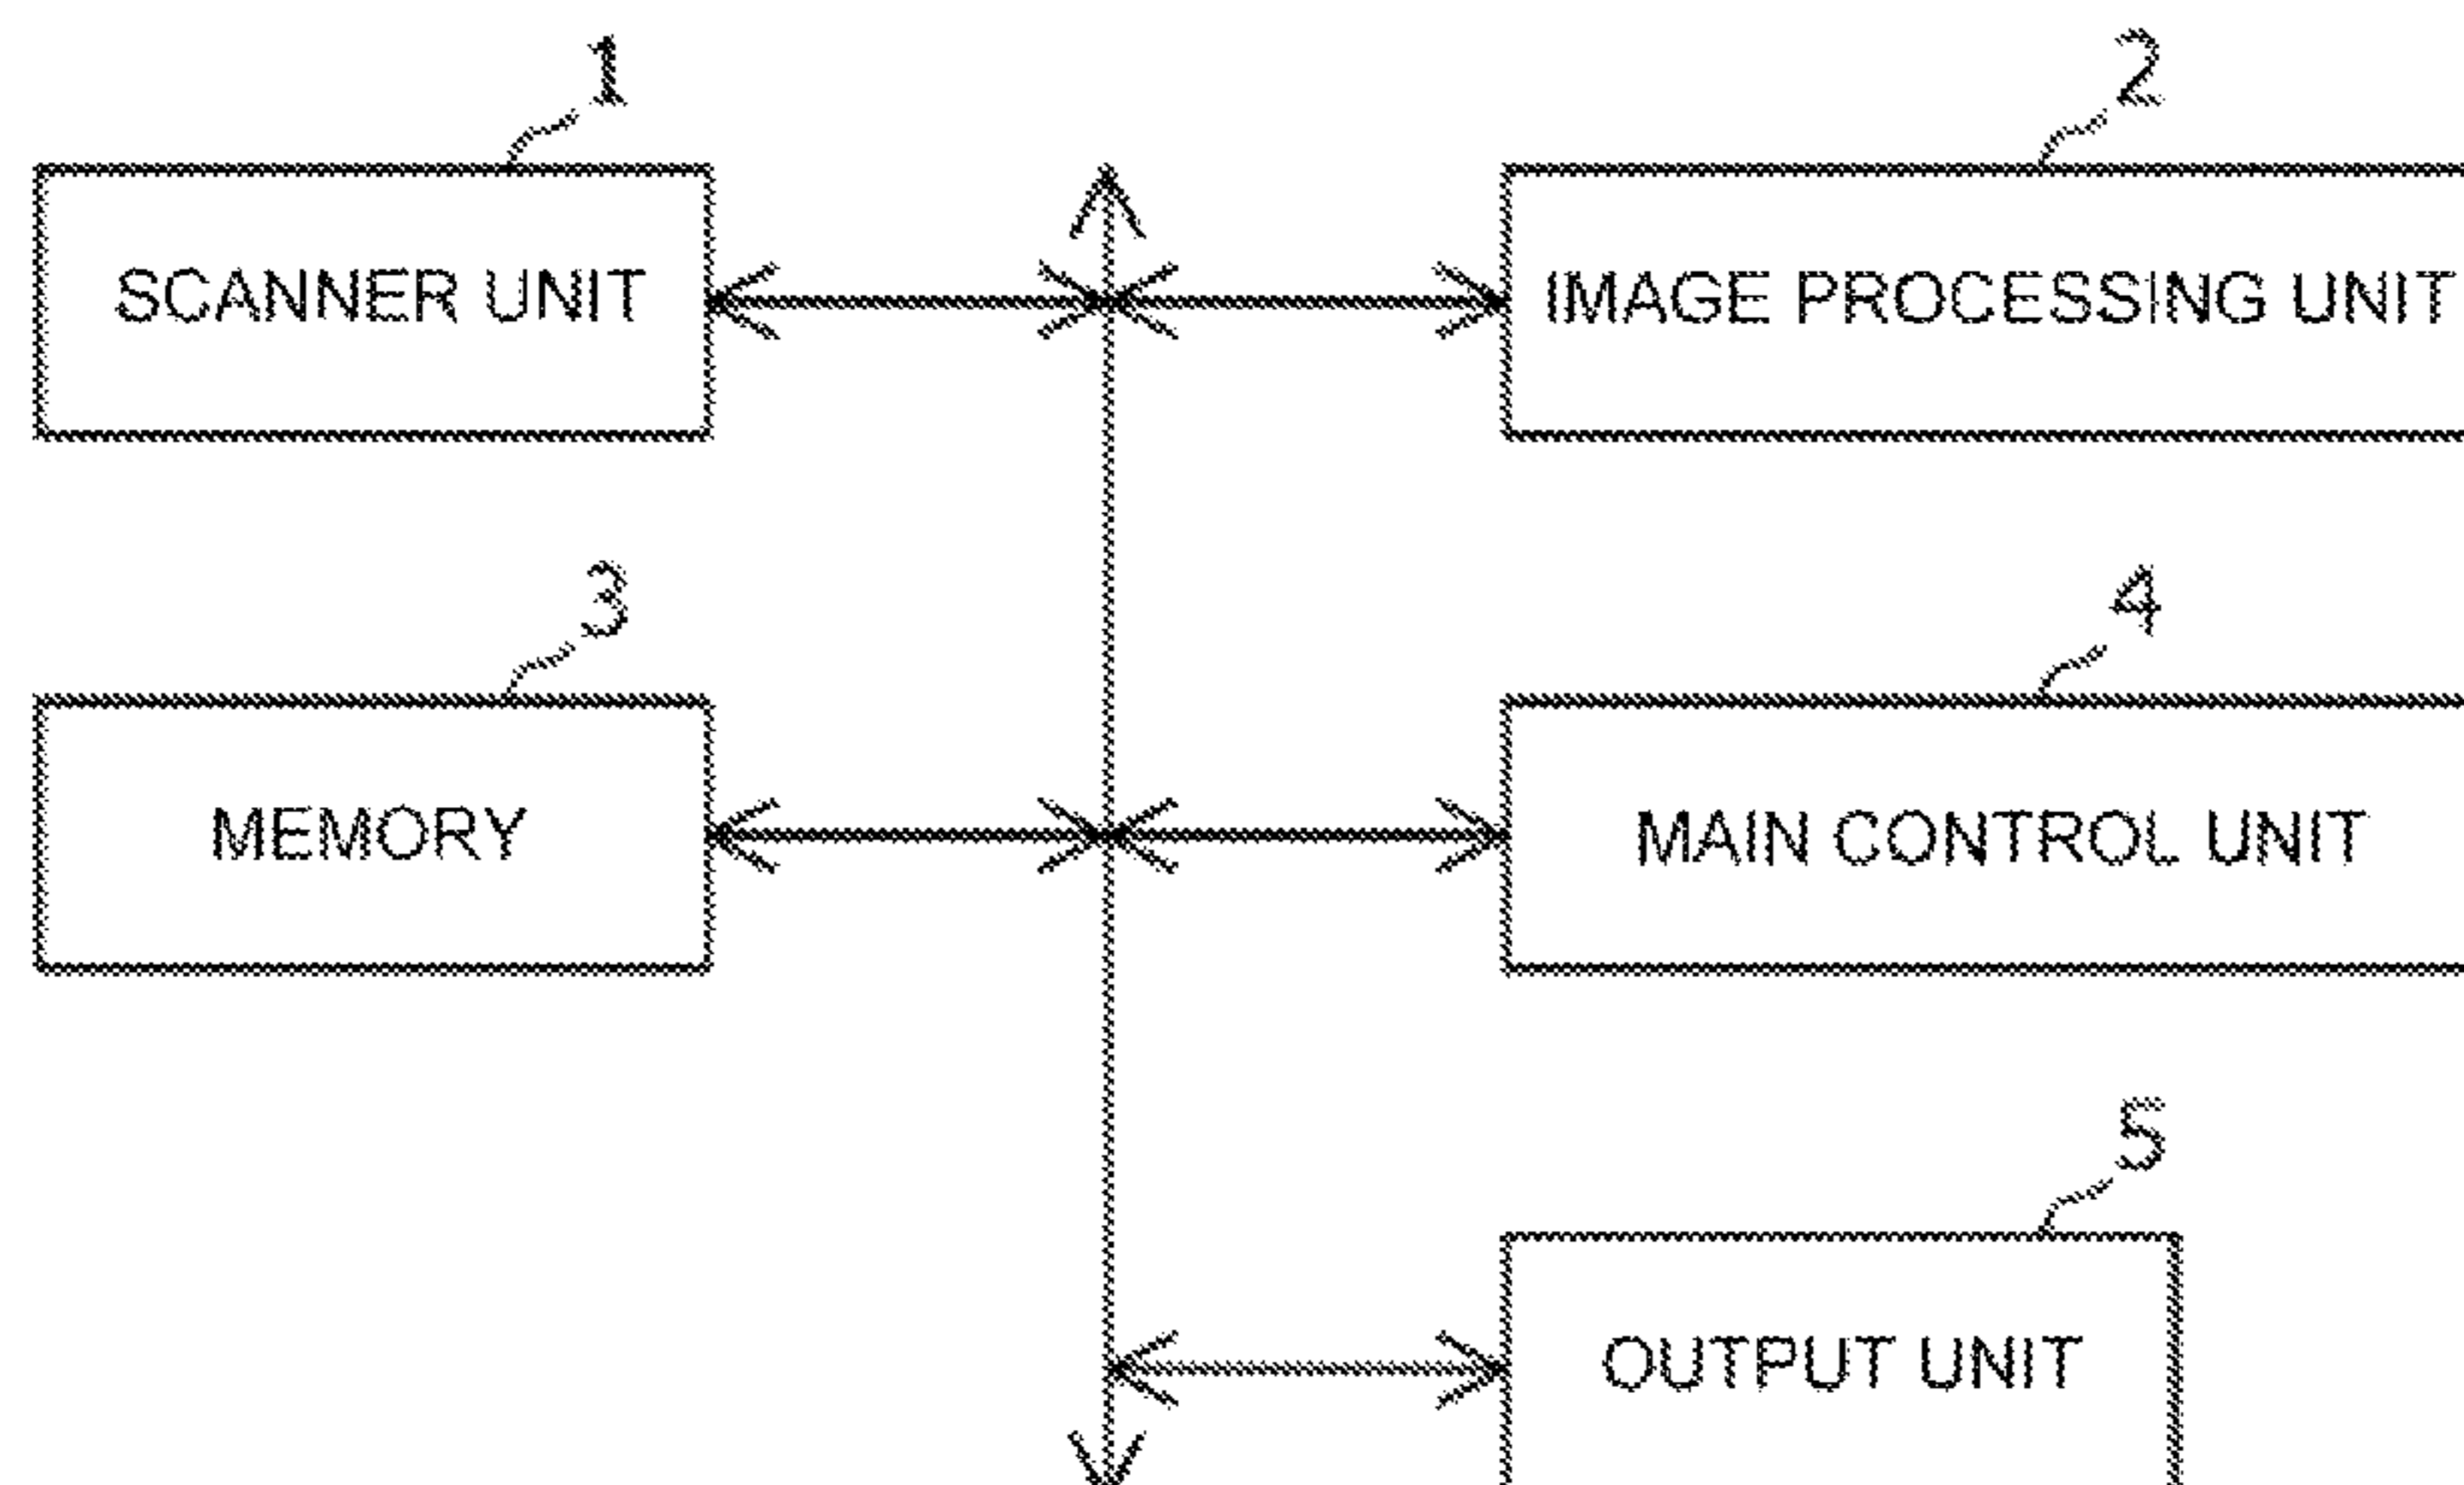 1
2
SCANNER UNIT
IMAGE PROCESSING UNIT
3
4
MEMORY
MAIN CONTROL UNIT
5
OUTPUT UNIT